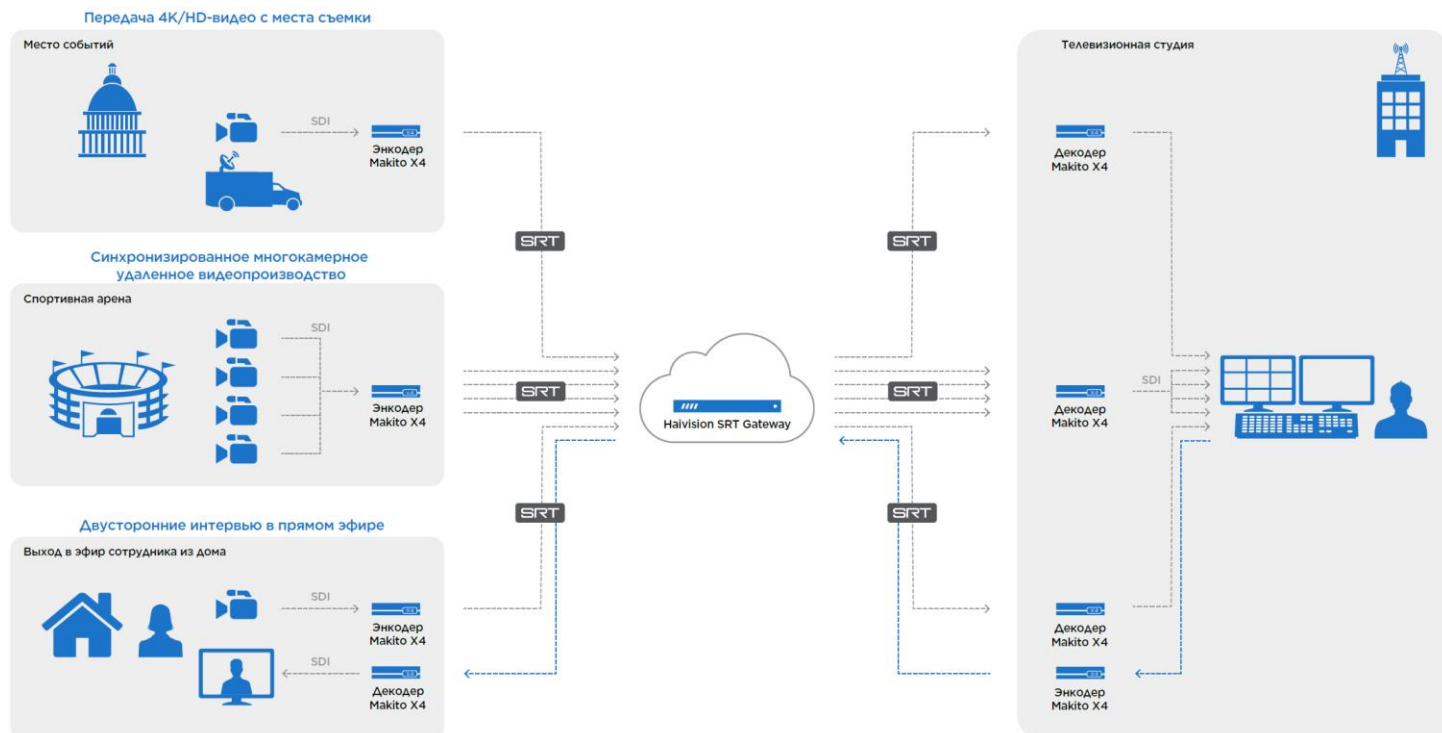 Передача 4K/HD-видео с места съемки
Место событий
SDI
Энкодер
Makito X4
SRT
Синхронизированное многокамерное
удаленное видеопроизводство
Спортивная арена
SDI
Энкодер
Makito X4
SRT
Двусторонние интервью в прямом эфире
Выход в эфир сотрудника из дома
SDI
Энкодер
Makito X4
SDI
Декодер
Makito X4
SRT
Haivision SRT Gateway
SRT
SRT
SRT
Телевизионная студия
Декодер
Makito X4
SDI
Декодер
Makito X4
Декодер
Makito X4
Энкодер
Makito X4